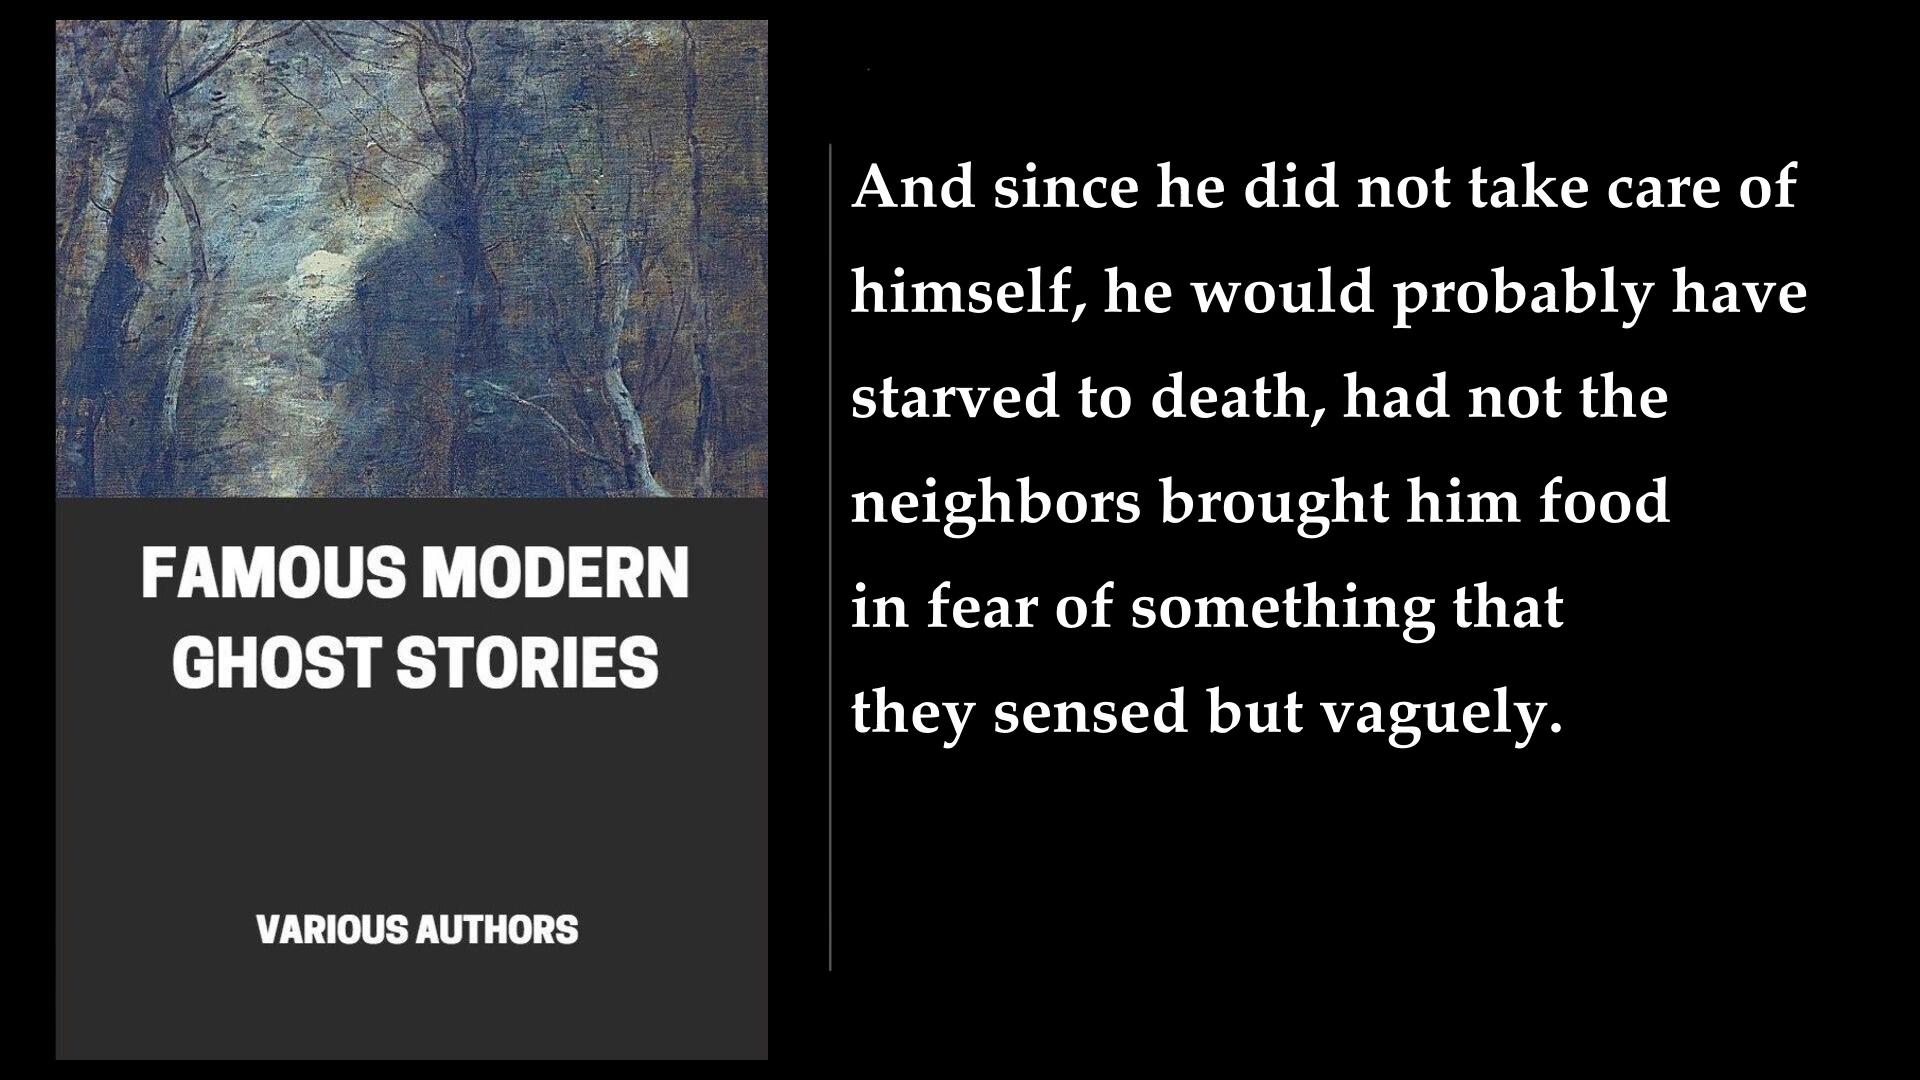 FAMOUS MODERN
GHOST STORIES
VARIOUS AUTHORS
And since he did not take care of
himself, he would probably have
starved to death, had not the
neighbors brought him food
in fear of something that
they sensed but vaguely.